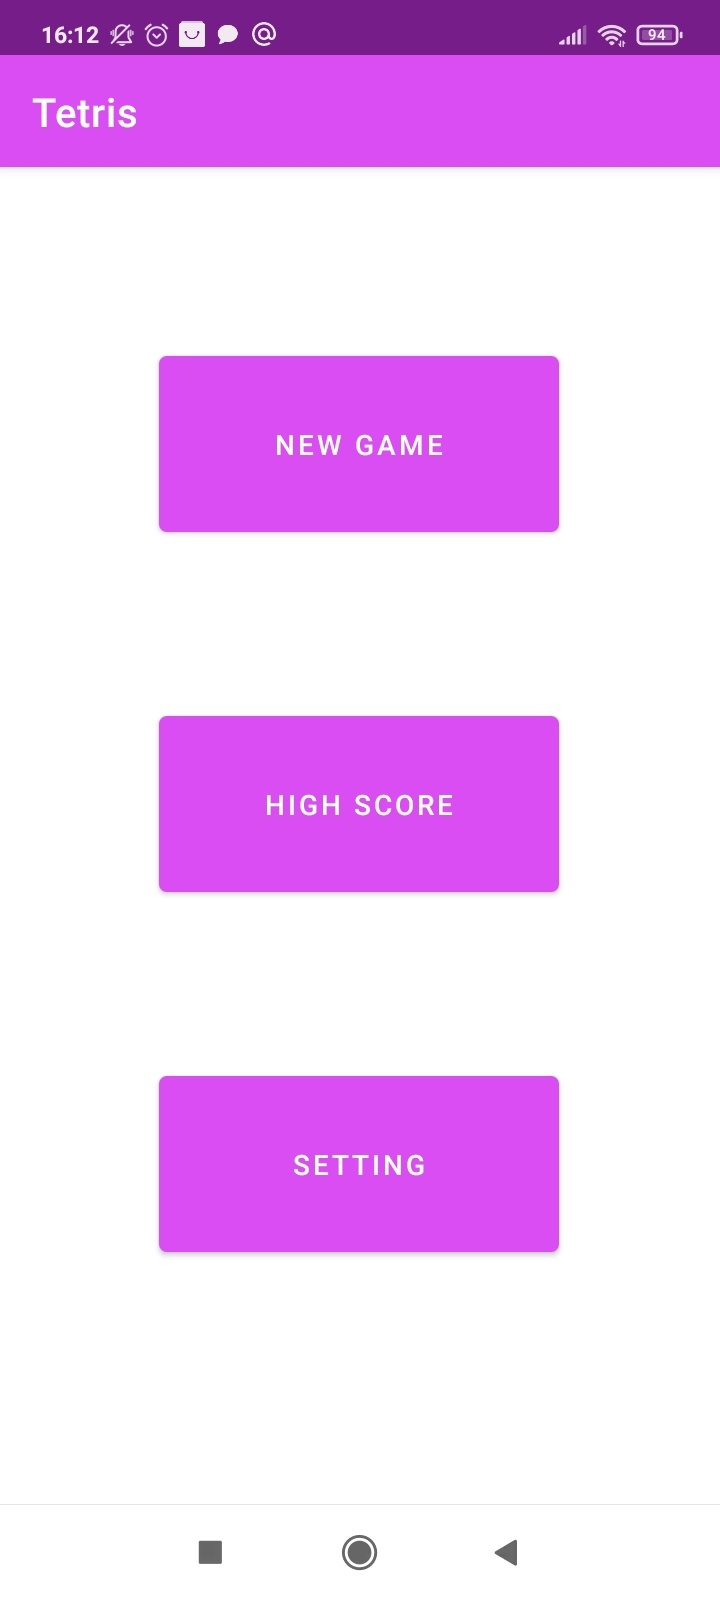 16:12 94
Tetris
NEW GAME
HIGH SCORE
SETTING